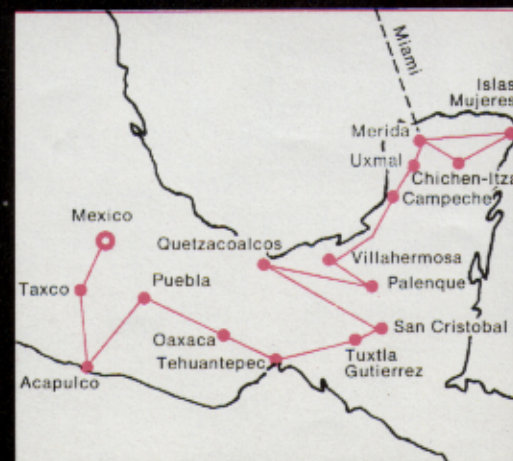 Miami
Islas
Mujeres
Merida
Uxmal
Chichen-Itza
Campeche
Mexico
Quetzacoalcos
Villahermosa
Taxco
Puebla
Palenque
San Cristobal
Oaxaca
Tehuantepec
Tuxtla
Gutierrez
Acapulco